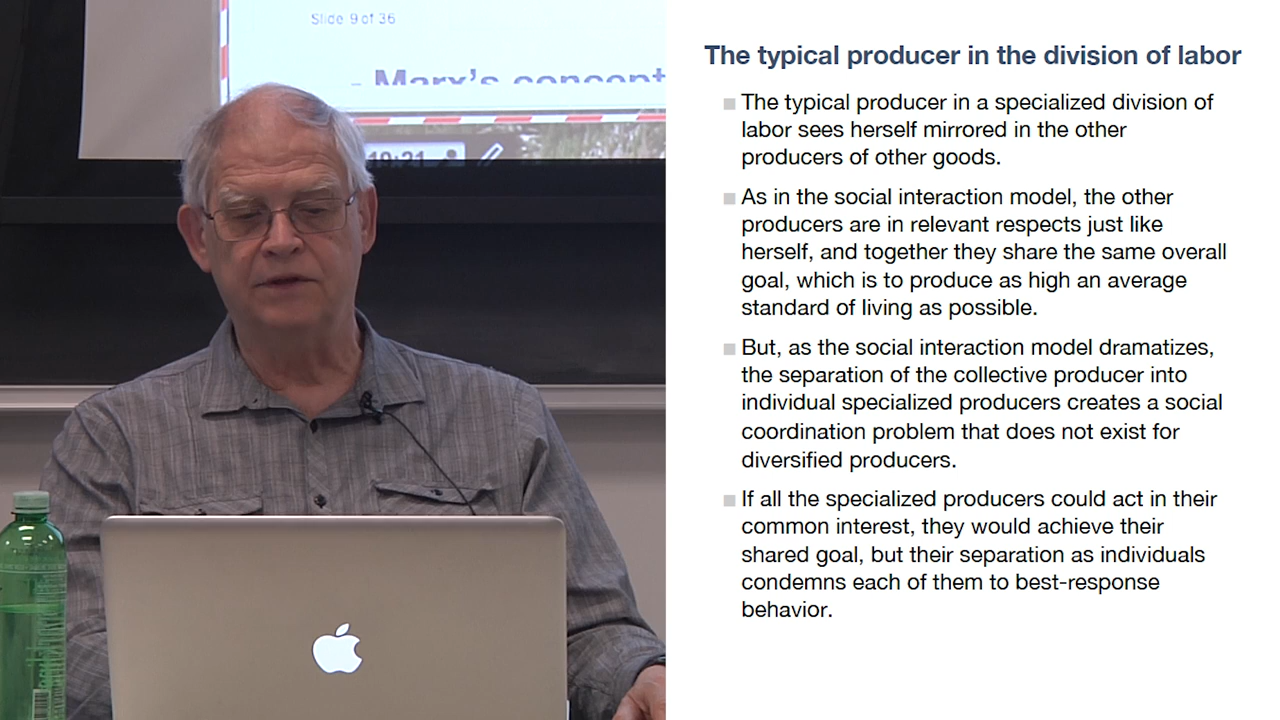 Slide 9 of 36
- Marx's concept
19:21
The typical producer in the division of labor
The typical producer in a specialized division of
labor sees herself mirrored in the other
producers of other goods.
As in the social interaction model, the other
producers are in relevant respects just like
herself, and together they share the same overall
goal, which is to produce as high an average
standard of living as possible.
But, as the social interaction model dramatizes,
the separation of the collective producer into
individual specialized producers creates a social
coordination problem that does not exist for
diversified producers.
If all the specialized producers could act in their
common interest, they would achieve their
shared goal, but their separation as individuals
condemns each of them to best-response
behavior.